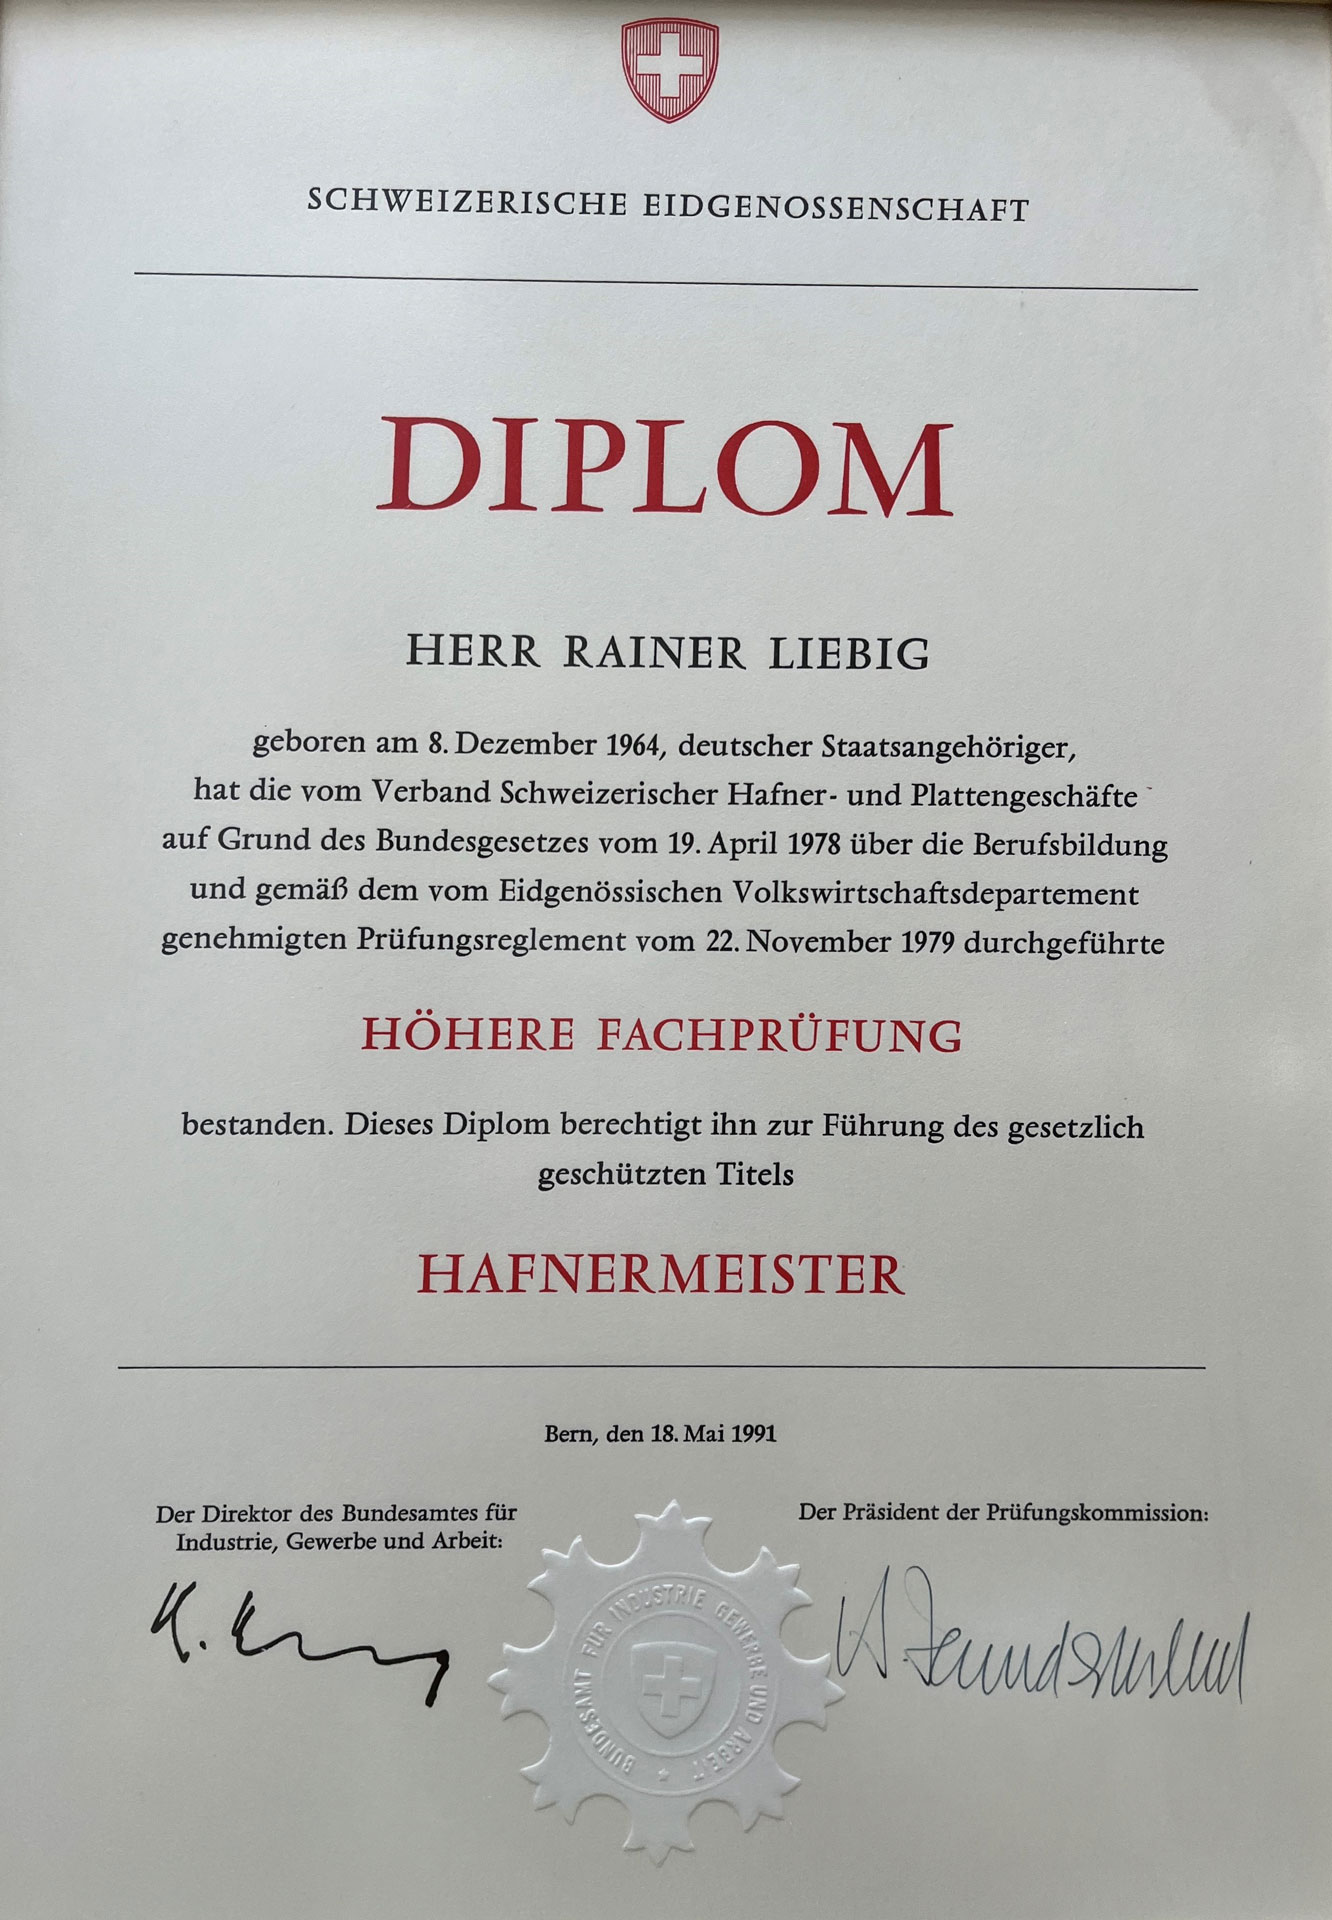 SCHWEIZERISCHE EIDGENOSSENSCHAFT
DIPLOM
HERR RAINER LIEBIG
geboren am 8. Dezember 1964, deutscher Staatsangehöriger,
hat die vom Verband Schweizerischer Hafner- und Plattengeschäfte
auf Grund des Bundesgesetzes vom 19. April 1978 über die Berufsbildung
und gemäß dem vom Eidgenössischen Volkswirtschaftsdepartement
genehmigten Prüfungsreglement vom 22. November 1979 durchgeführte
HÖHERE FACHPRÜFUNG
bestanden. Dieses Diplom berechtigt ihn zur Führung des gesetzlich
geschützten Titels
HAFNERMEISTER
Bern, den 18. Mai 1991
Der Direktor des Bundesamtes für
Industrie, Gewerbe und Arbeit:
Der Präsident der Prüfungskommission:
BUNDESAMT FÜR INDUSTRIE GEWERBE UND ARBEIT